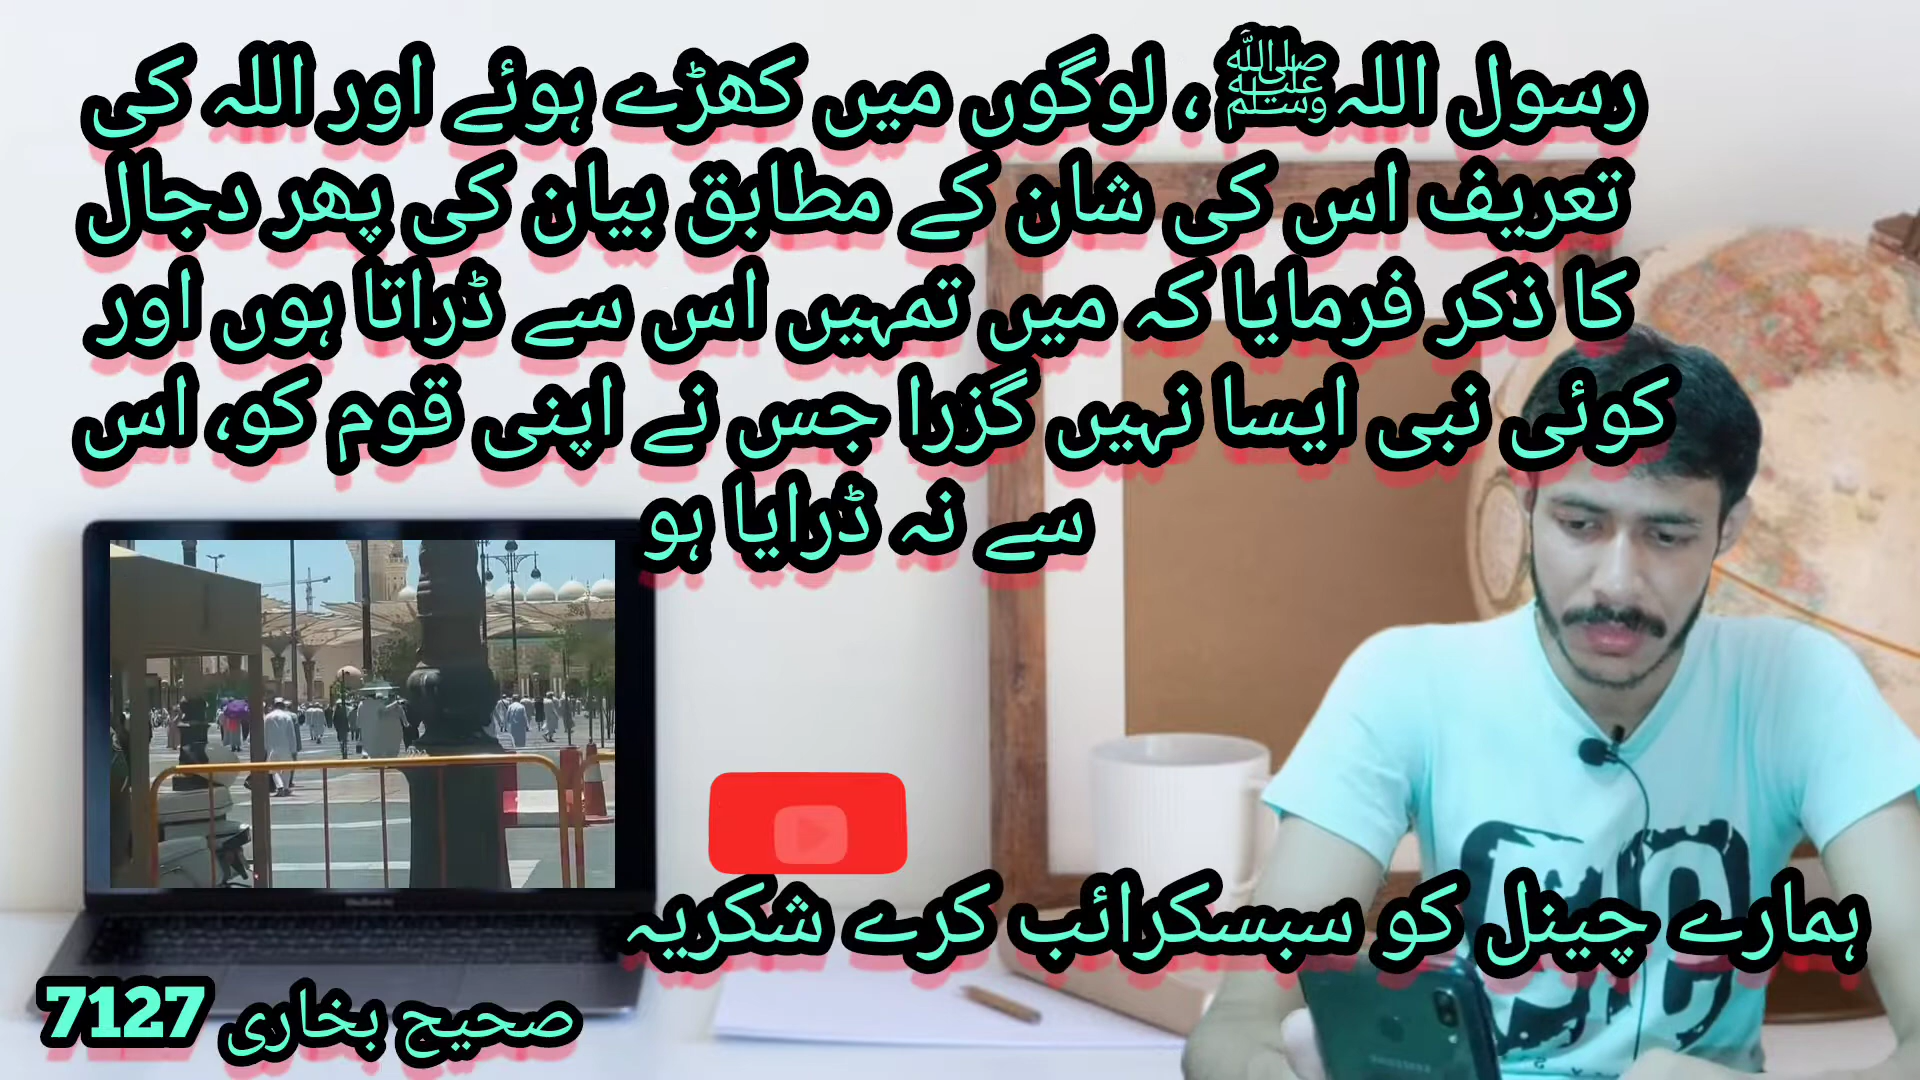 رسول اللہ ﷺ ، لوگوں میں کھڑے ہوئے اور اللہ کی
تعریف اس کی شان کے مطابق بیان کی پھر دجال
کا ذکر فرمایا کہ میں تمہیں اس سے ڈراتا ہوں اور
کوئی نبی ایسا نہیں گزرا جس نے اپنی قوم کو، اس
سے نہ ڈرایا ہو
ہمارے چینل کو سبسکرائب کرے شکریہ
صحیح بخاری 7127